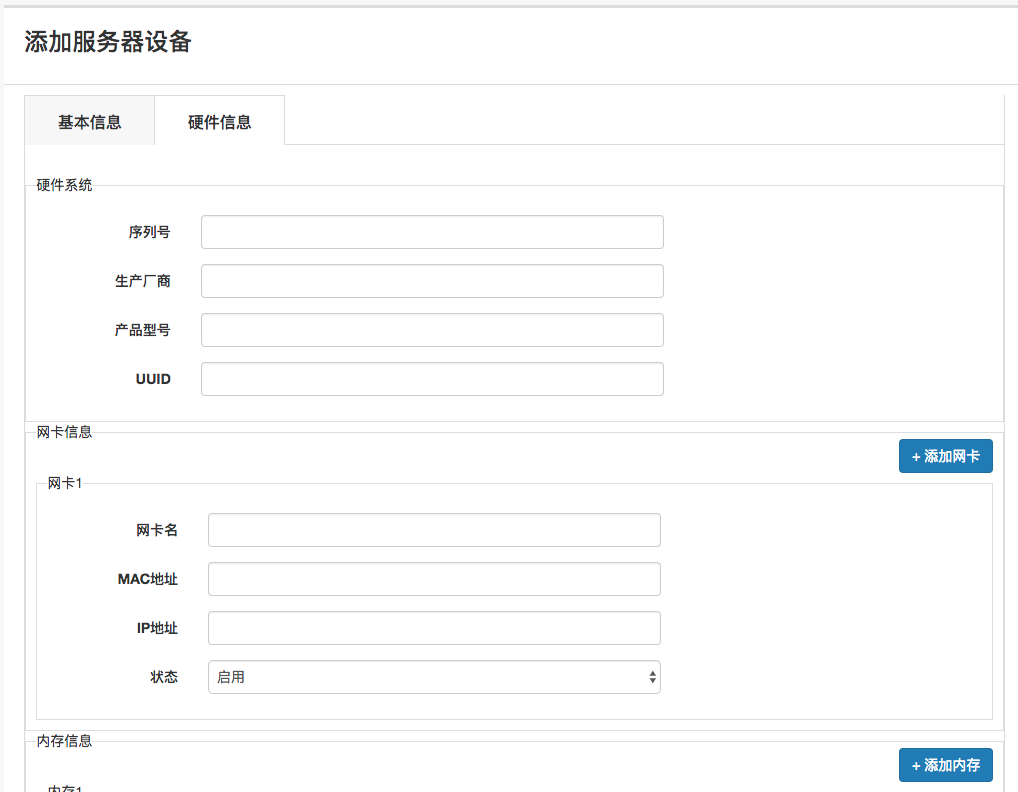 添加服务器设备
基本信息 硬件信息
硬件系统
序列号
生产厂商
产品型号
UUID
网卡信息
+ 添加网卡
网卡1
网卡名
MAC地址
IP地址
状态 启用
内存信息
+ 添加内存
内存1